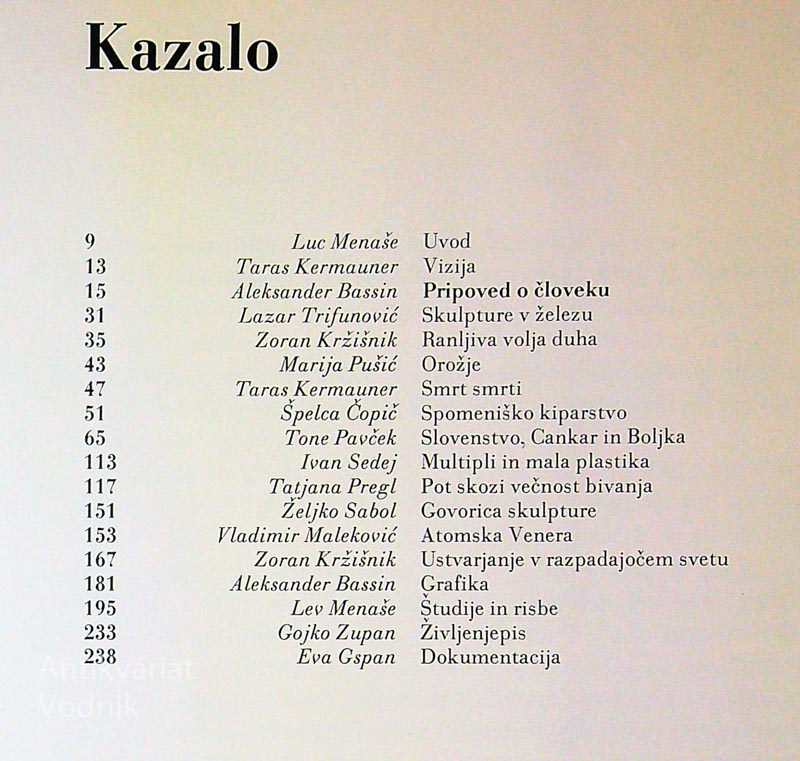 Kazalo
9 Luc Menaše Uvod
13 Taras Kermauner Vizija
15 Aleksander Bassin Pripoved o človeku
31 Lazar Trifunović Skulpture v železu
35 Zoran Kržišnik Ranljiva volja duha
43 Marija Pušić Orožje
47 Taras Kermauner Smrt smrti
51 Špelca Čopič Spomeniško kiparstvo
65 Tone Pavček Slovenstvo, Cankar in Boljka
113 Ivan Sedej Multipli in mala plastika
117 Tatjana Pregl Pot skozi večnost bivanja
151 Željko Sabol Govorica skulpture
153 Vladimir Maleković Atomska Venera
167 Zoran Kržišnik Ustvarjanje v razpadajočem svetu
181 Aleksander Bassin Grafika
195 Lev Menaše Študije in risbe
233 Gojko Zupan Življenjepis
238 Eva Gspan Dokumentacija
Antikvariat
Vodnik